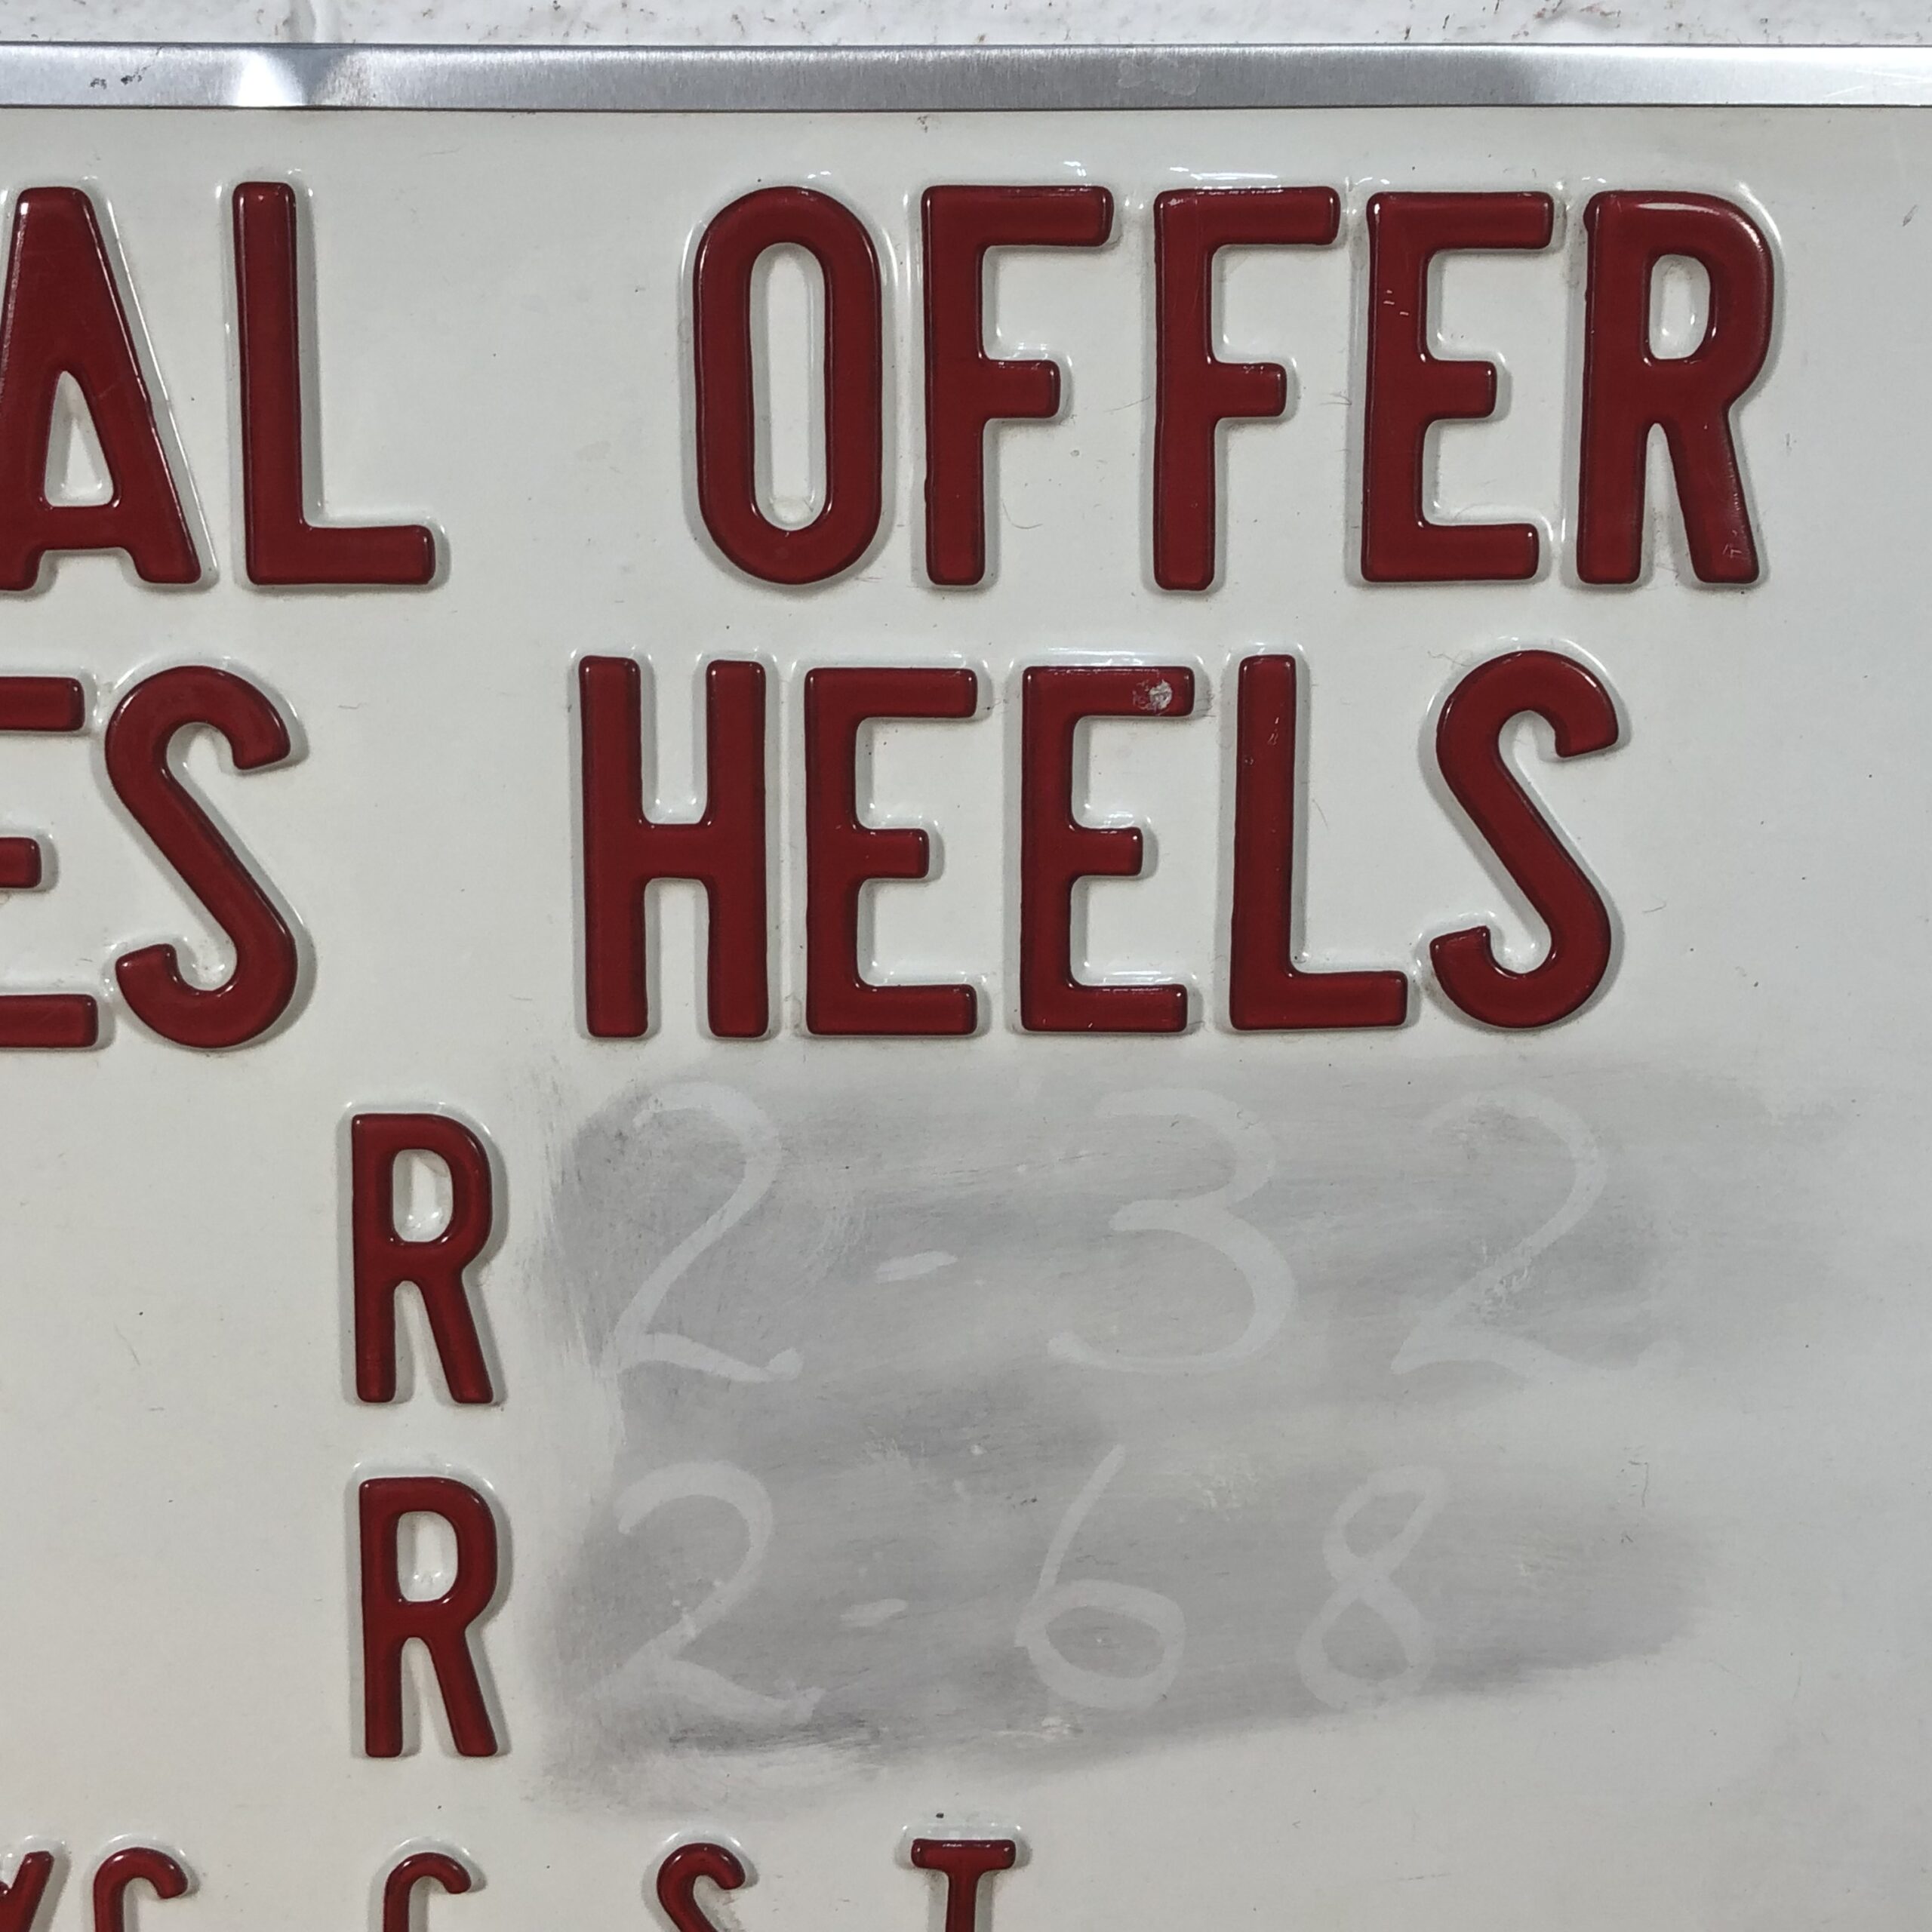 AL OFFER
ES HEELS
R 2-32
R 2-68